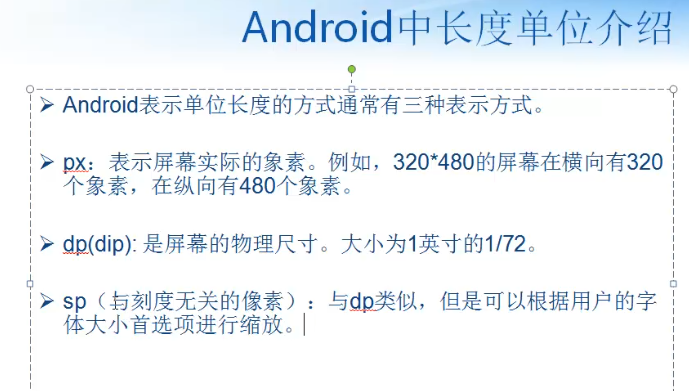 Android中长度单位介绍
Android表示单位长度的方式通常有三种表示方式。
px：表示屏幕实际的象素。例如，320*480的屏幕在横向有320
个象素，在纵向有480个象素。
dp(dip): 是屏幕的物理尺寸。大小为1英寸的1/72。
sp（与刻度无关的像素）：与dp类似，但是可以根据用户的字
体大小首选项进行缩放。